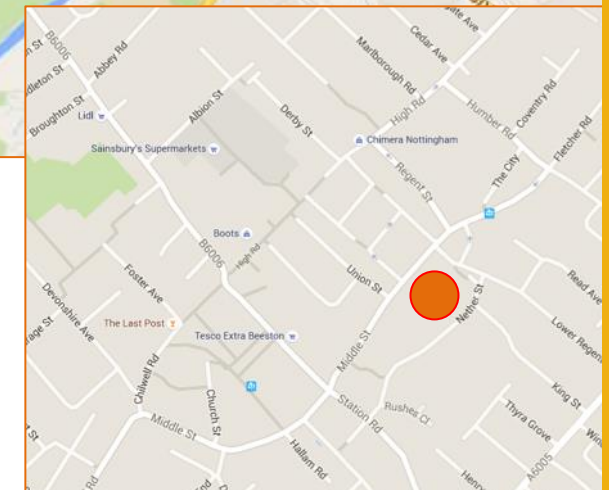 Cedar Ave
Marlborough Rd
B6006
Abbey Rd
Broughton St
Lidl
Albion St
Sainsbury's Supermarkets
Derby St
High Rd
Humber Rd
Coventry Rd
Fletcher Rd
Chimera Nottingham
The City
Regent St
Boots
B6006
High Rd
Union St
Foster Ave
Devonshire Ave
The Last Post
Tesco Extra Beeston
Nether St
Read Ave
Lower Regent
Middle St
Chilwell Rd
Church St
Middle St
Station Rd
Rushes Cl
King St
Thyra Grove
Hallam Rd
A6005
Rd